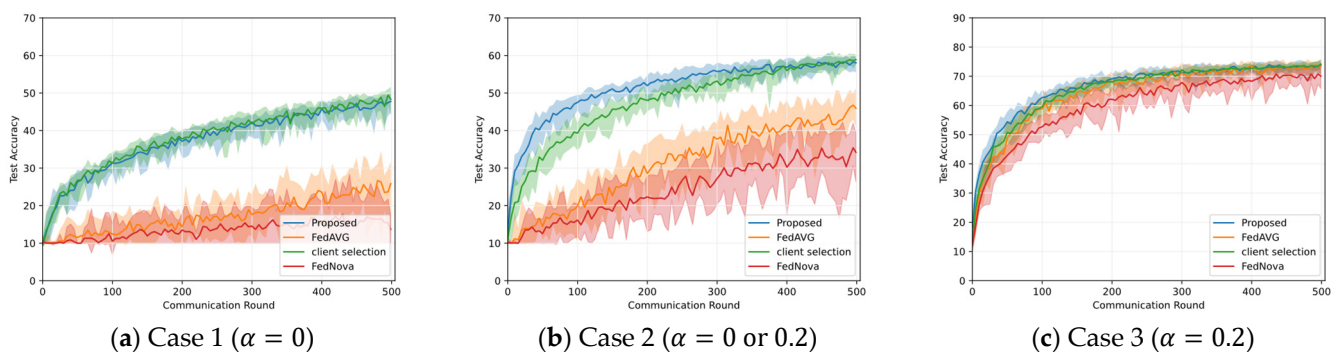 70
60
50
40
30
20
10
0
Test Accuracy
Proposed
FedAVG
client selection
FedNova
0 100 200 300 400 500
Communication Round
(a) Case 1 (α = 0)
70
60
50
40
30
20
10
0
Test Accuracy
Proposed
FedAVG
client selection
FedNova
0 100 200 300 400 500
Communication Round
(b) Case 2 (α = 0 or 0.2)
90
80
70
60
50
40
30
20
10
0
Test Accuracy
Proposed
FedAVG
client selection
FedNova
0 100 200 300 400 500
Communication Round
(c) Case 3 (α = 0.2)